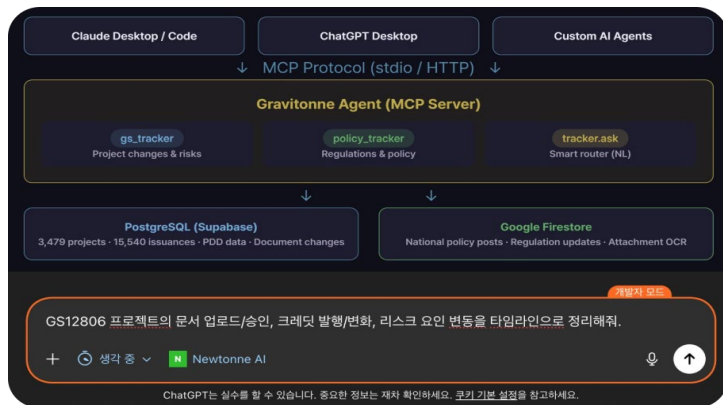 Claude Desktop / Code
ChatGPT Desktop
Custom AI Agents
↓ MCP Protocol (stdio / HTTP) ↓
Gravitonne Agent (MCP Server)
gs_tracker
Project changes & risks
policy_tracker
Regulations & policy
tracker.ask
Smart router (NL)
PostgreSQL (Supabase)
3,479 projects · 15,540 issuances · PDD data · Document changes
Google Firestore
National policy posts · Regulation updates · Attachment OCR
개발자 모드
GS12806 프로젝트의 문서 업로드/승인, 크레딧 발행/변화, 리스크 요인 변동을 타임라인으로 정리해줘.
생각 중
N Newtonne AI
ChatGPT는 실수를 할 수 있습니다. 중요한 정보는 재차 확인하세요. 쿠키 기본 설정을 참고하세요.